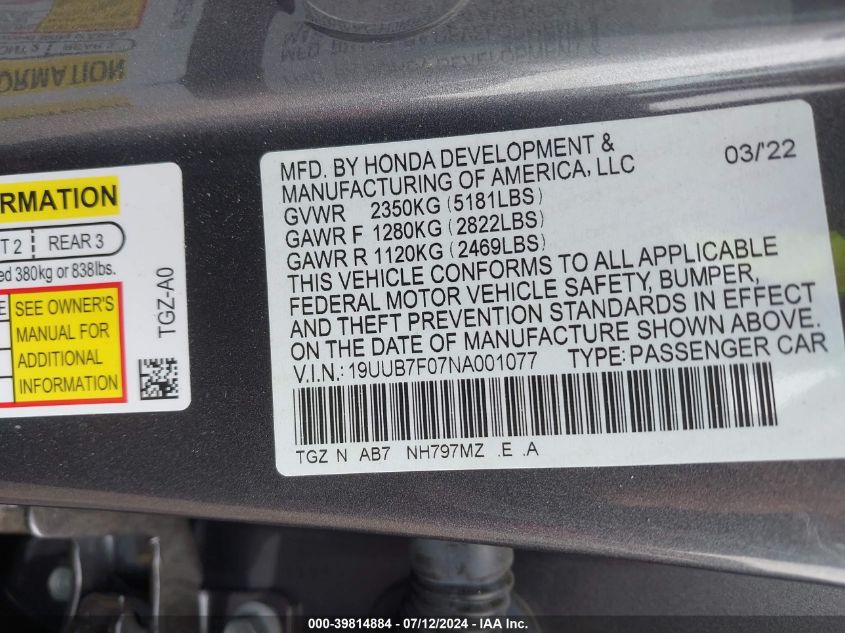 RMATION
T 2 REAR 3
ed 380kg or 838lbs.
E SEE OWNER'S
MANUAL FOR
ADDITIONAL
INFORMATION
TGZ-A0
MFD. BY HONDA DEVELOPMENT & 03/'22
MANUFACTURING OF AMERICA, LLC
GVWR 2350KG (5181LBS)
GAWR F 1280KG (2822LBS)
GAWR R 1120KG (2469LBS)
THIS VEHICLE CONFORMS TO ALL APPLICABLE
FEDERAL MOTOR VEHICLE SAFETY, BUMPER,
AND THEFT PREVENTION STANDARDS IN EFFECT
ON THE DATE OF MANUFACTURE SHOWN ABOVE.
V.I.N.: 19UUB7F07NA001077 TYPE: PASSENGER CAR
TGZ N AB7 NH797MZ .E .A
000-39814884 / 07/12/2024 - IAA Inc.